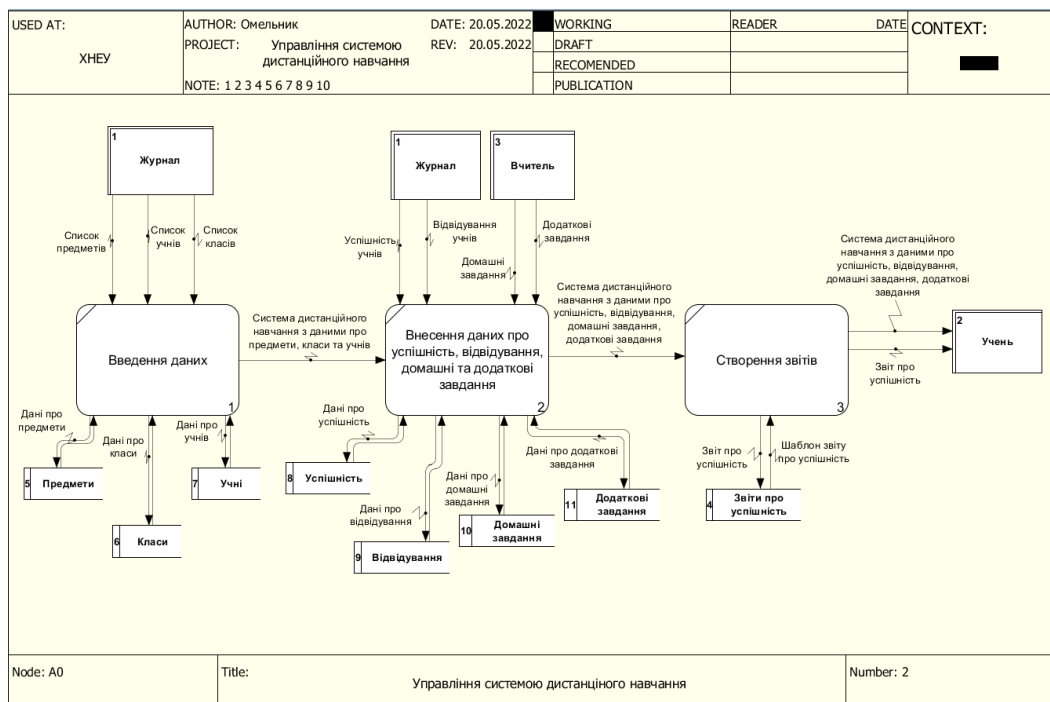 USED AT:
ХНЕУ
AUTHOR: Омельник
DATE: 20.05.2022
PROJECT: Управління системою
дистанційного навчання
REV: 20.05.2022
NOTE: 1 2 3 4 5 6 7 8 9 10
WORKING
DRAFT
RECOMENDED
PUBLICATION
READER
DATE
CONTEXT:
1
Журнал
1
Журнал
3
Вчитель
Список
предметів
Список
учнів
Список
класів
Успішність
учнів
Відвідування
учнів
Домашні
завдання
Додаткові
завдання
Система дистанційного
навчання з даними про
успішність, відвідування,
домашні завдання, додаткові
завдання
Введення даних
1
Система дистанційного
навчання з даними про
предмети, класи та учнів
Внесення даних про
успішність, відвідування,
домашні та додаткові
завдання
2
Система дистанційного
навчання з даними про
успішність, відвідування,
домашні завдання,
додаткові завдання
Створення звітів
3
2
Учень
Звіт про
успішність
Дані про
предмети
Дані про
класи
Дані про
учнів
Дані про
успішність
Дані про
відвідування
Дані про
домашні
завдання
Дані про додаткові
завдання
Звіт про
успішність
Шаблон звіту
про успішність
5
Предмети
6
Класи
7
Учні
8
Успішність
9
Відвідування
10
Домашні
завдання
11
Додаткові
завдання
4
Звіти про
успішність
Node: A0
Title:
Управління системою дистанціного навчання
Number: 2